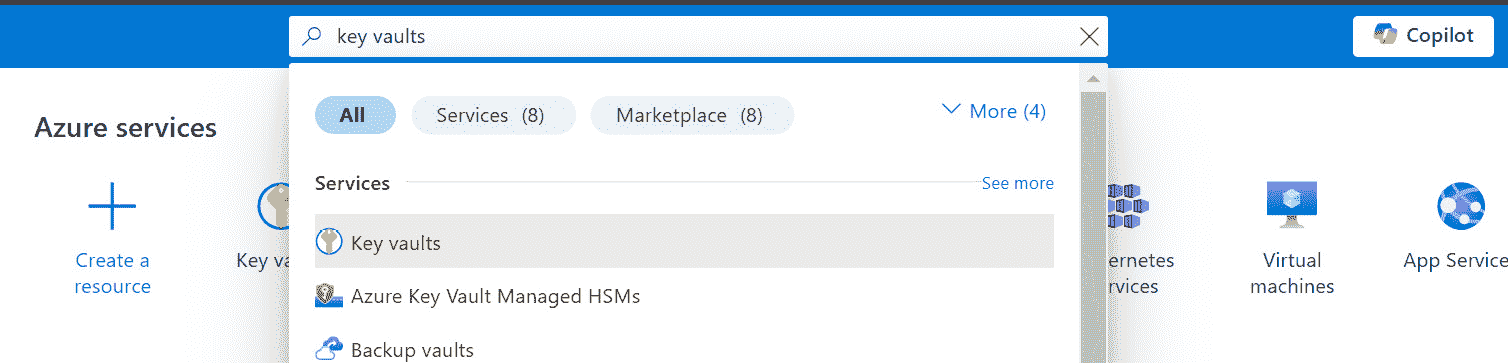 key vaults
Copilot
All
Services (8)
Marketplace (8)
More (4)
Azure services
Services
See more
Create a
resource
Key va
Key vaults
Azure Key Vault Managed HSMs
Backup vaults
ernetes
rvices
Virtual
machines
App Service